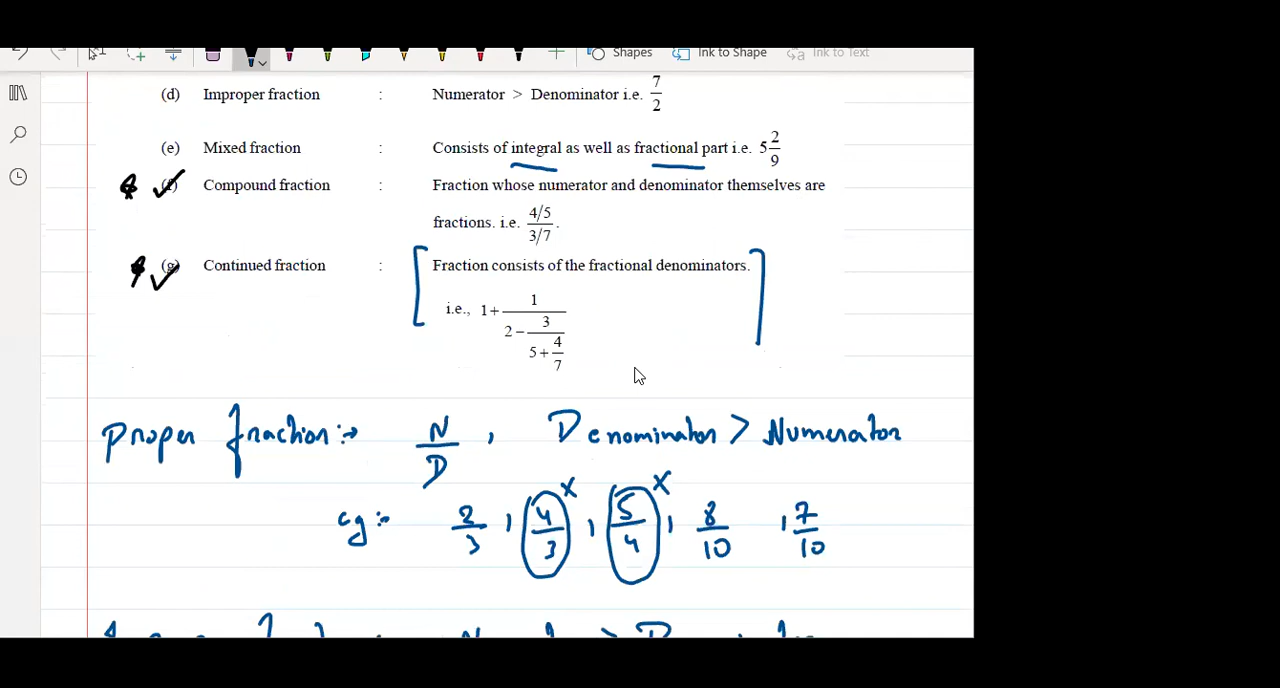 Shapes Ink to Shape Ink to Text
(d) Improper fraction : Numerator > Denominator i.e. 7/2
(e) Mixed fraction : Consists of integral as well as fractional part i.e. 5 2/9
(f) Compound fraction : Fraction whose numerator and denominator themselves are
fractions. i.e. (4/5)/(3/7).
(g) Continued fraction : Fraction consists of the fractional denominators.
i.e., 1+1/(2−3/(5+4/7))
Proper fraction :→ N/D , Denominator > Numerator
eg :- 2/3 , 4/3 x , 5/4 x , 8/10 , 7/10